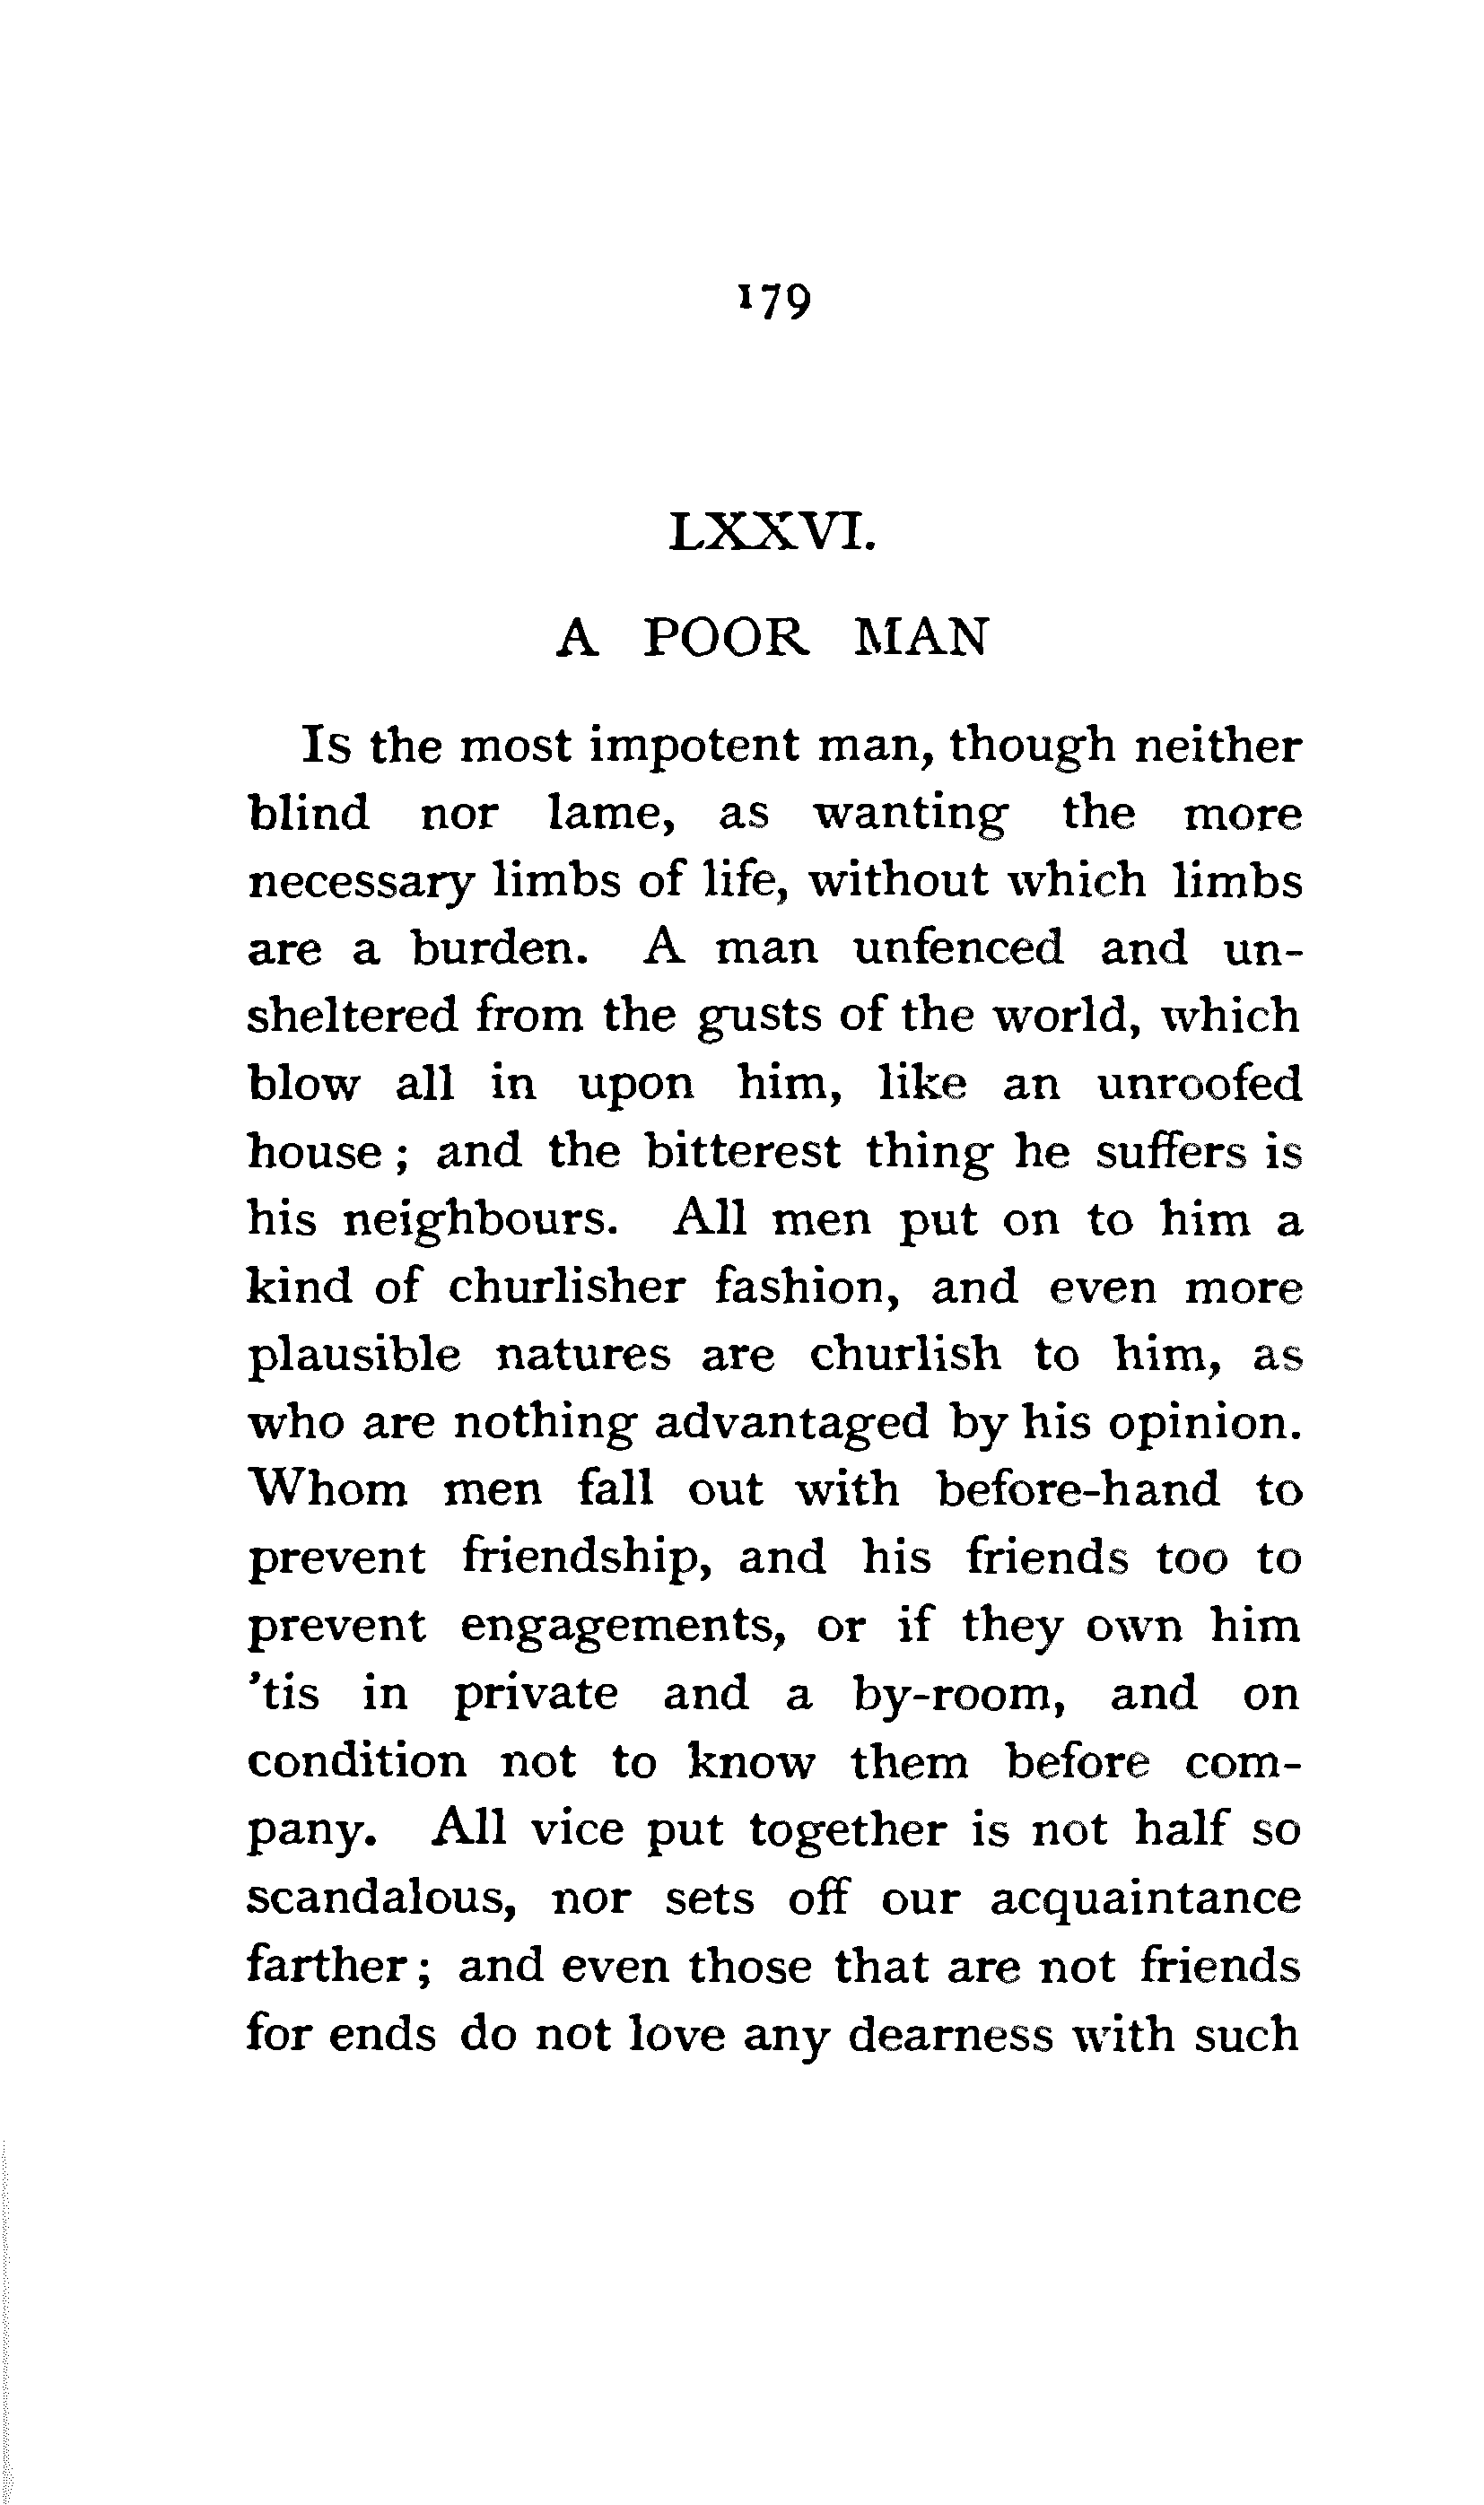 179
LXXVI.
A POOR MAN
Is the most impotent man, though neither
blind nor lame, as wanting the more
necessary limbs of life, without which limbs
are a burden. A man unfenced and un-
sheltered from the gusts of the world, which
blow all in upon him, like an unroofed
house ; and the bitterest thing he suffers is
his neighbours. All men put on to him a
kind of churlisher fashion, and even more
plausible natures are churlish to him, as
who are nothing advantaged by his opinion.
Whom men fall out with before-hand to
prevent friendship, and his friends too to
prevent engagements, or if they own him
'tis in private and a by-room, and on
condition not to know them before com-
pany. All vice put together is not half so
scandalous, nor sets off our acquaintance
farther ; and even those that are not friends
for ends do not love any dearness with such